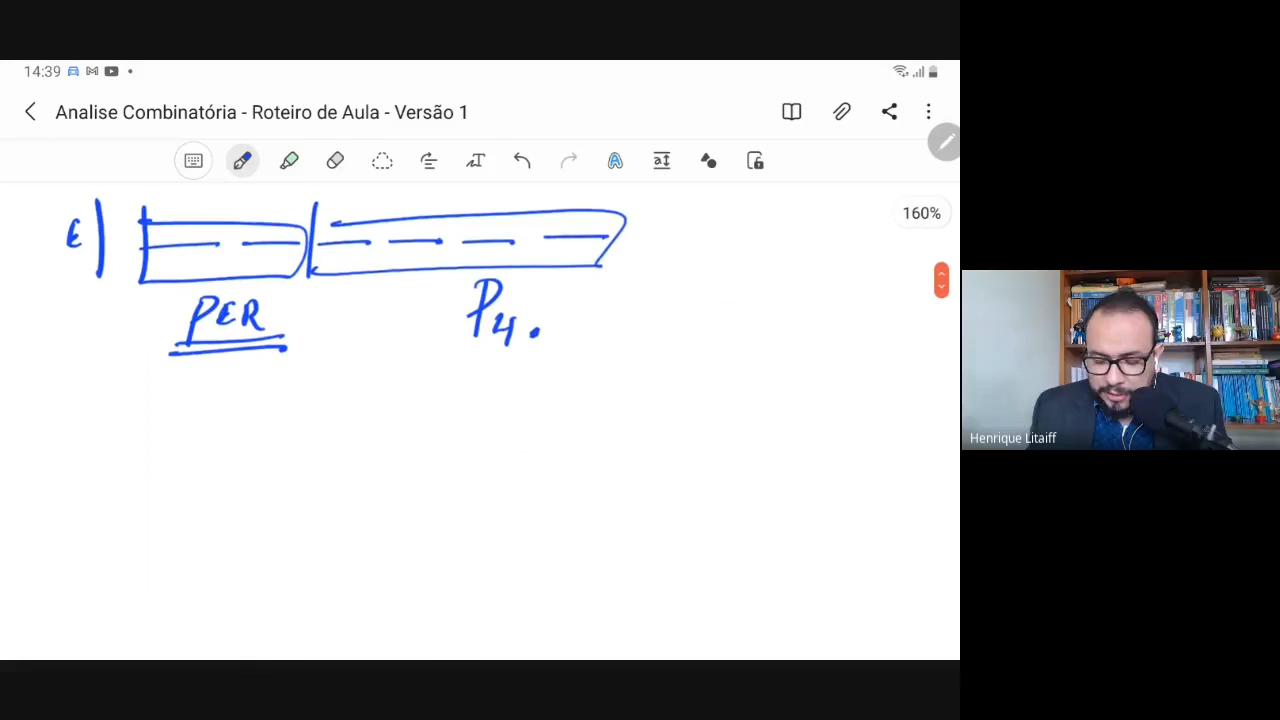 14:39
Analise Combinatória - Roteiro de Aula - Versão 1
160%
E)
PER
P4.
Henrique Litaiff